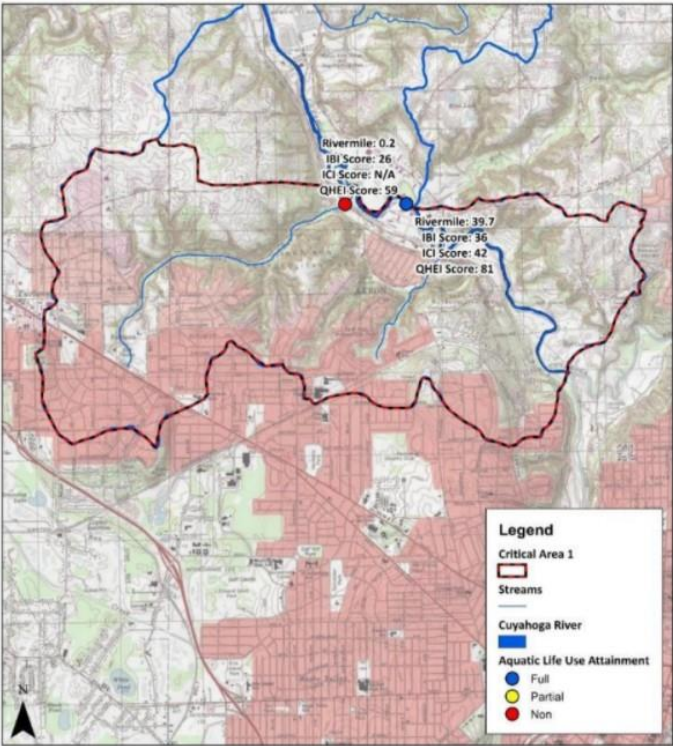 Rivermile: 0.2
IBI Score: 26
ICI Score: N/A
QHEI Score: 59
Rivermile: 39.7
IBI Score: 36
ICI Score: 42
QHEI Score: 81
Legend
Critical Area 1
Streams
Cuyahoga River
Aquatic Life Use Attainment
Full
Partial
Non
N